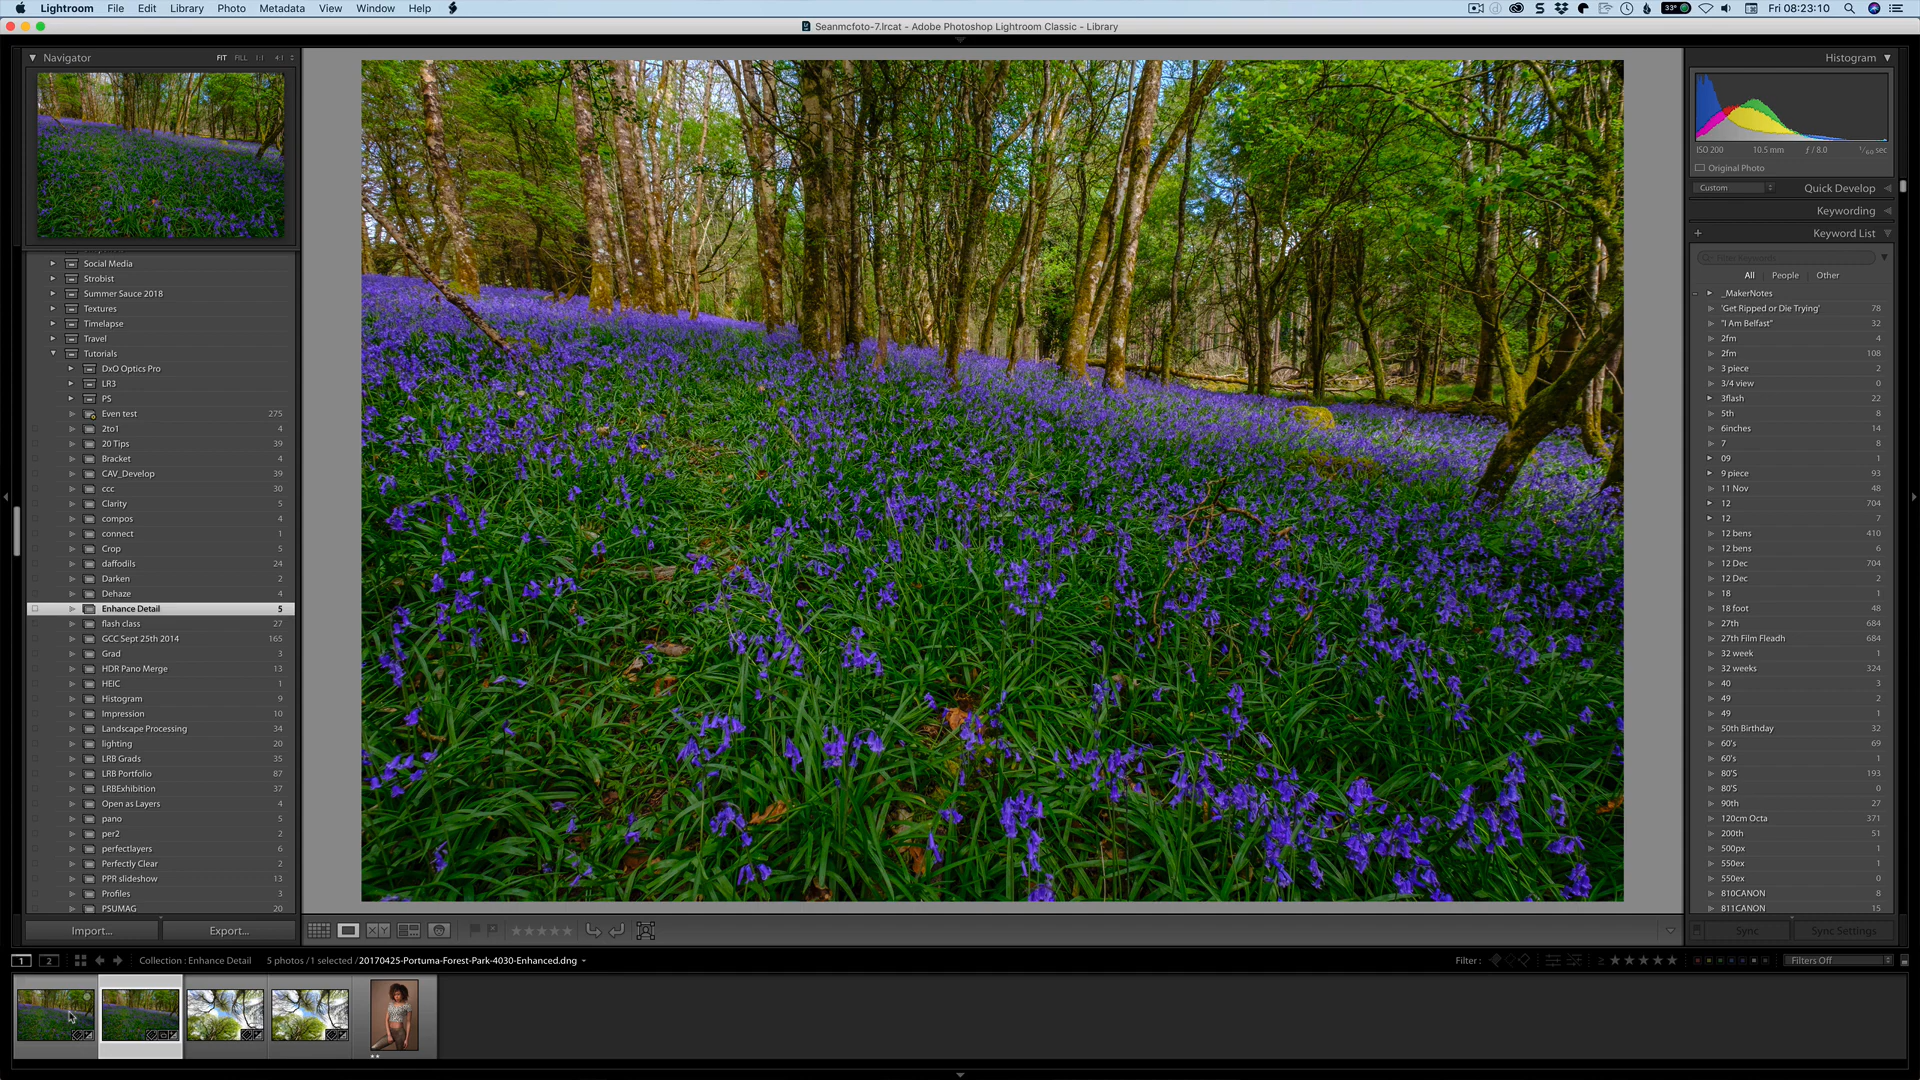 Lightroom File Edit Library Photo Metadata View Window Help 33° Fri 08:23:10
Seanmcfoto-7.lrcat - Adobe Photoshop Lightroom Classic - Library
Navigator FIT FILL 1:1 4:1
Social Media
Strobist
Summer Sauce 2018
Textures
Timelapse
Travel
Tutorials
DxO Optics Pro
LR3
PS
Even test 275
2to1 4
20 Tips 39
Bracket 4
CAV_Develop 39
ccc 30
Clarity 5
compos 4
connect 1
Crop 5
daffodils 24
Darken 2
Dehaze 4
Enhance Detail 5
flash class 27
GCC Sept 25th 2014 165
Grad 3
HDR Pano Merge 13
HEIC 1
Histogram 9
Impression 10
Landscape Processing 34
lighting 20
LRB Grads 35
LRB Portfolio 87
LRBExhibition 37
Open as Layers 4
pano 5
per2 2
perfectlayers 6
Perfectly Clear 2
PPR slideshow 13
Profiles 3
PSUMAG 20
Import... Export...
XY
Histogram
ISO 200 10.5 mm ƒ / 8.0 1/60 sec
Original Photo
Custom Quick Develop
Keywording
+ Keyword List
Filter Keywords
All People Other
_MakerNotes
'Get Ripped or Die Trying' 78
"I Am Belfast" 32
2fm 4
2fm 108
3 piece 2
3/4 view 0
3flash 22
5th 8
6inches 14
7 8
09 1
9 piece 93
11 Nov 48
12 704
12 7
12 bens 410
12 bens 6
12 Dec 704
12 Dec 2
18 1
18 foot 48
27th 684
27th Film Fleadh 684
32 week 1
32 weeks 324
40 3
49 2
49 1
50th Birthday 32
60's 69
60's 1
80'S 193
80'S 0
90th 27
120cm Octa 371
200th 51
500px 1
550ex 1
550ex 0
810CANON 8
811CANON 15
Sync Sync Settings
1 2 Collection : Enhance Detail 5 photos / 1 selected / 20170425-Portuma-Forest-Park-4030-Enhanced.dng Filter : Filters Off